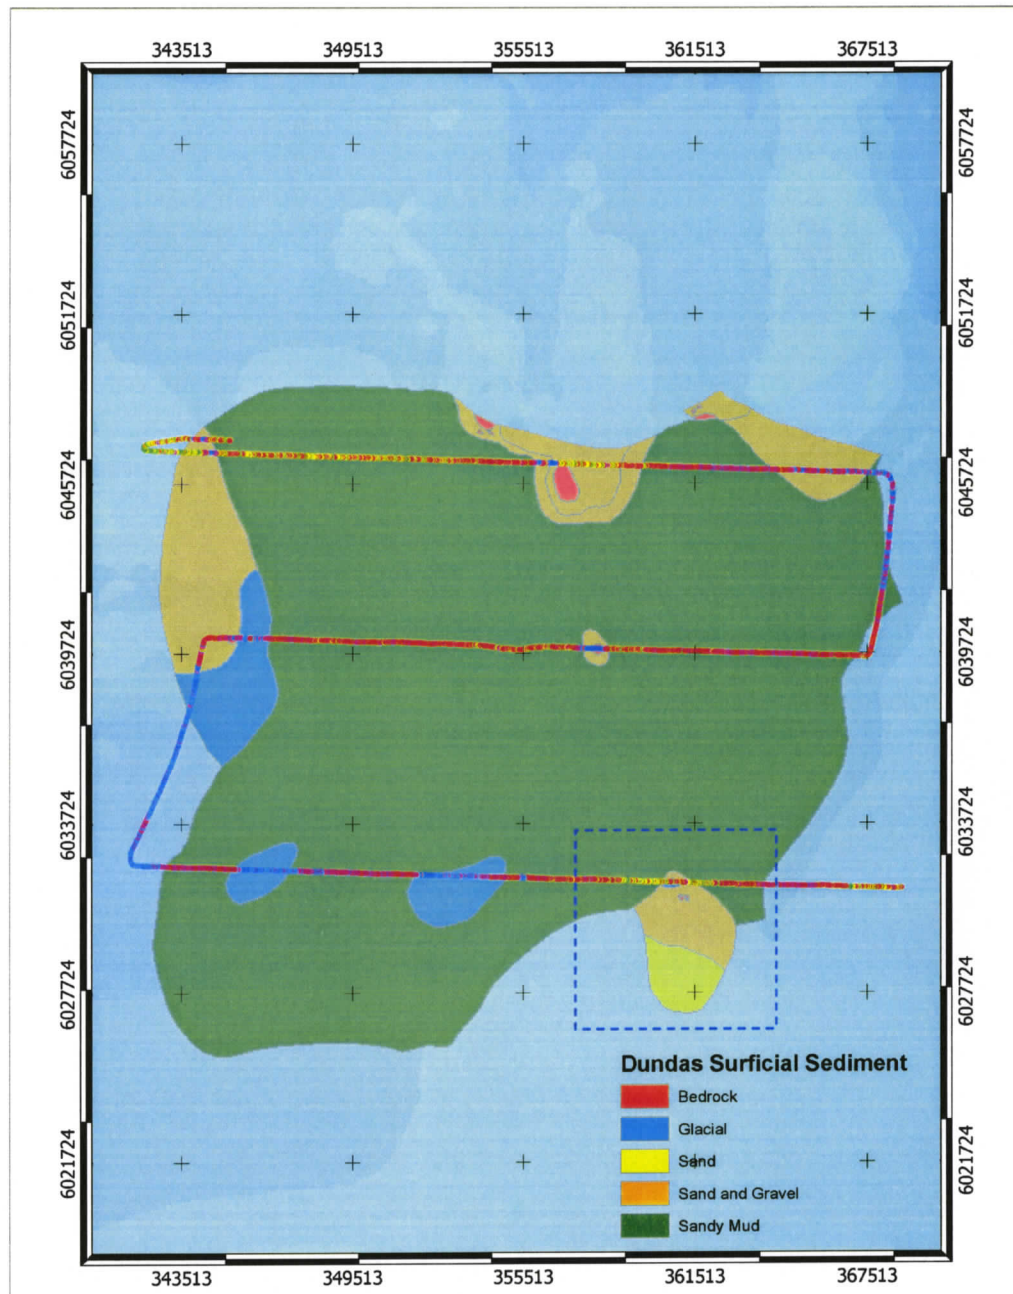 343513 349513 355513 361513 367513
6057724 6057724
6051724 6051724
6045724 6045724
6039724 6039724
6033724 6033724
6027724 6027724
6021724 6021724
Dundas Surficial Sediment
Bedrock
Glacial
Sand
Sand and Gravel
Sandy Mud
343513 349513 355513 361513 367513